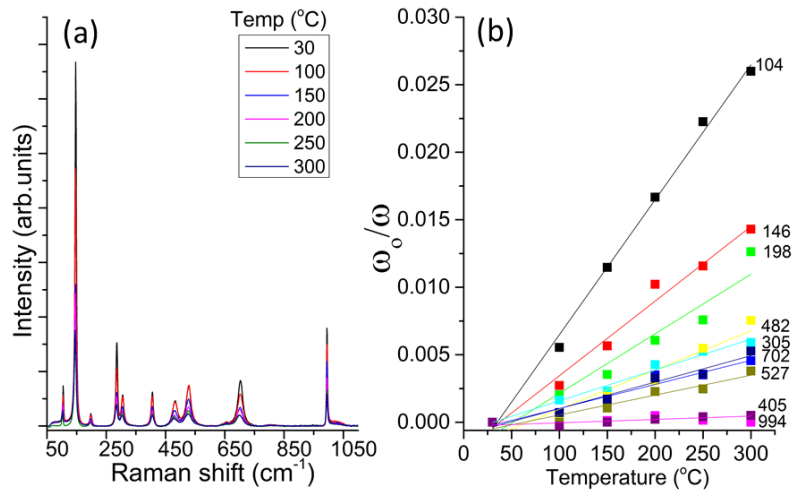 (a)
Temp (°C)
30
100
150
200
250
300
Intensity (arb.units)
50 250 450 650 850 1050
Raman shift (cm⁻¹)
(b)
0.030
0.025
0.020
0.015
0.010
0.005
0.000
ωₒ/ω
104
146
198
482
305
702
527
405
994
0 50 100 150 200 250 300
Temperature (°C)